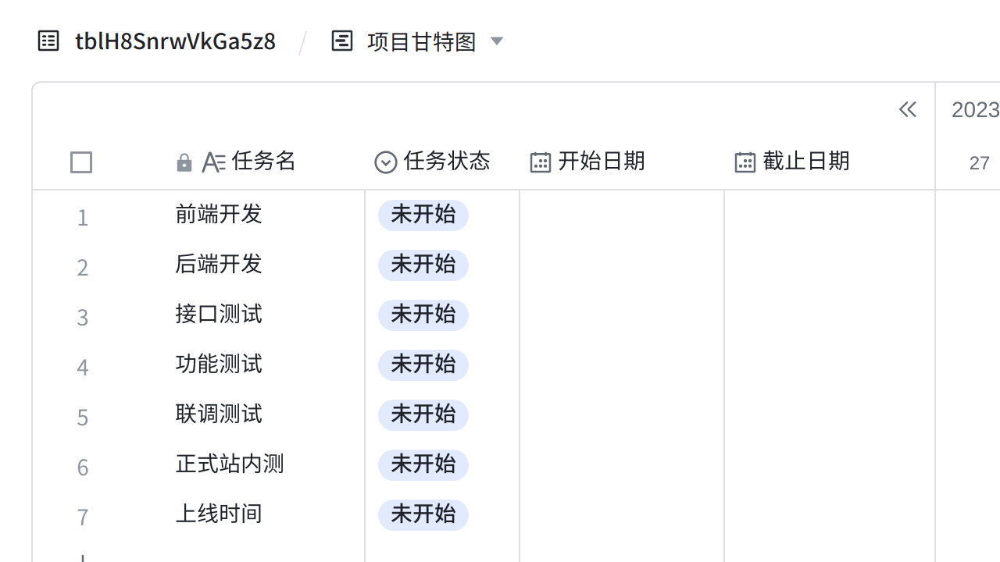 tblH8SnrwVkGa5z8 / 项目甘特图
2023
任务名 任务状态 开始日期 截止日期 27
1 前端开发 未开始
2 后端开发 未开始
3 接口测试 未开始
4 功能测试 未开始
5 联调测试 未开始
6 正式站内测 未开始
7 上线时间 未开始